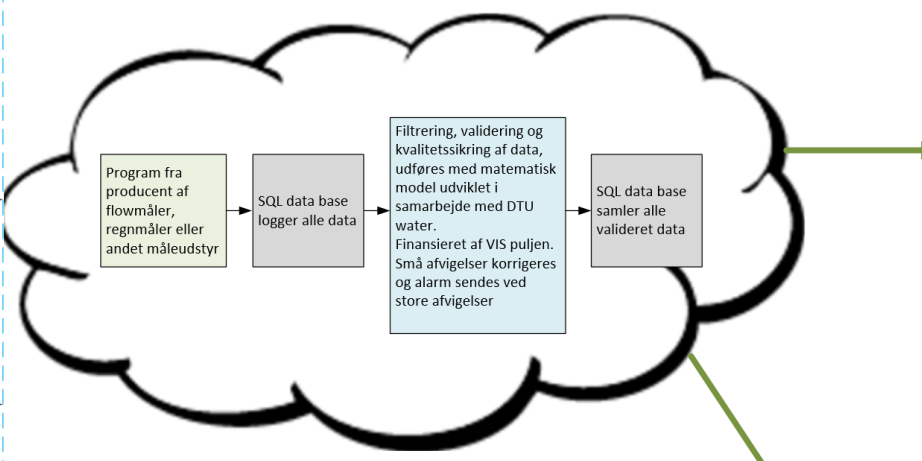 Program fra
producent af
flowmåler,
regnmåler eller
andet måleudstyr
SQL data base
logger alle data
Filtrering, validering og
kvalitetssikring af data,
udføres med matematisk
model udviklet i
samarbejde med DTU
water.
Finansieret af VIS puljen.
Små afvigelser korrigeres
og alarm sendes ved
store afvigelser
SQL data base
samler alle
valideret data